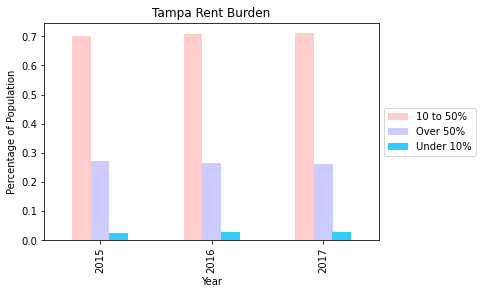 Tampa Rent Burden
Percentage of Population
0.7
0.6
0.5
0.4
0.3
0.2
0.1
0.0
2015
2016
2017
Year
10 to 50%
Over 50%
Under 10%